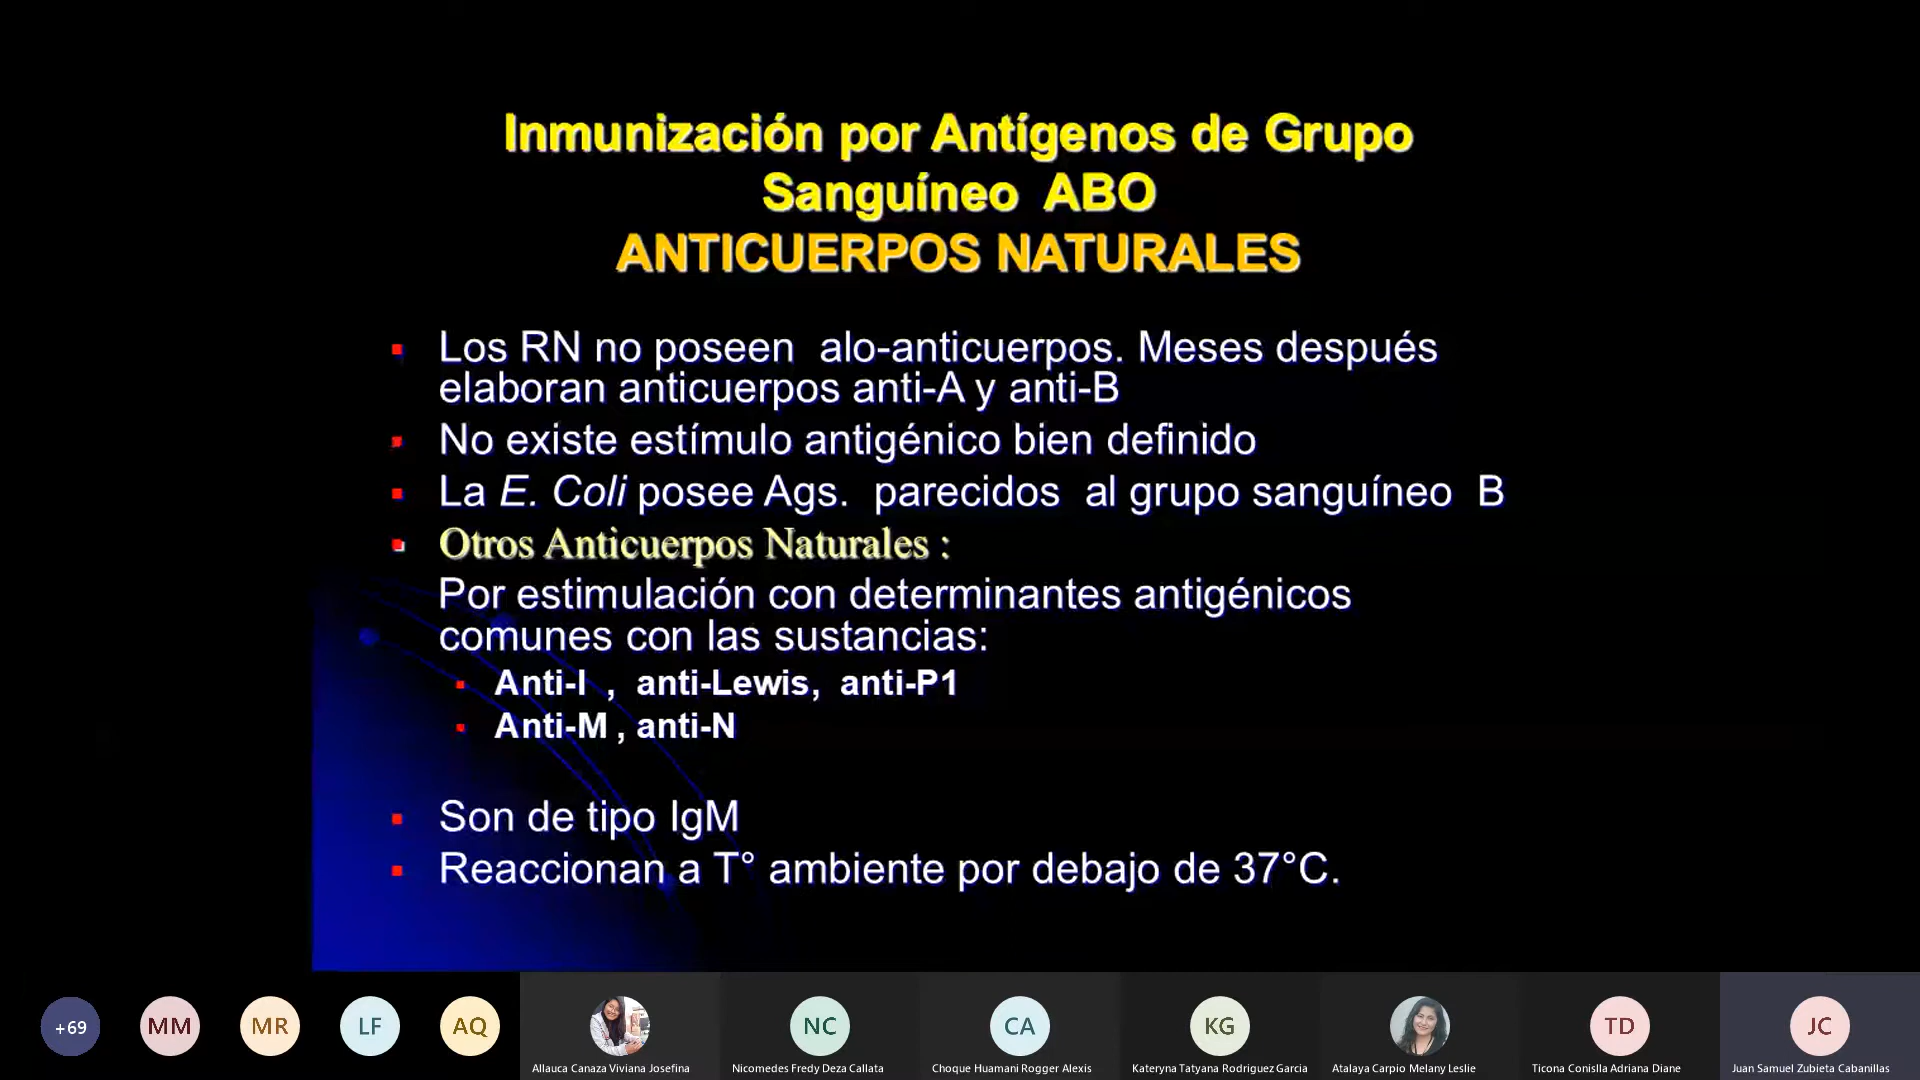 Inmunización por Antígenos de Grupo
Sanguíneo ABO
ANTICUERPOS NATURALES
Los RN no poseen alo-anticuerpos. Meses después
elaboran anticuerpos anti-A y anti-B
No existe estímulo antigénico bien definido
La E. Coli posee Ags. parecidos al grupo sanguíneo B
Otros Anticuerpos Naturales :
Por estimulación con determinantes antigénicos
comunes con las sustancias:
Anti-I , anti-Lewis, anti-P1
Anti-M , anti-N
Son de tipo IgM
Reaccionan a T° ambiente por debajo de 37°C.
+69 MM MR LF AQ NC CA KG TD JC
Allauca Canaza Viviana Josefina Nicomedes Fredy Deza Callata Choque Huamani Rogger Alexis Kateryna Tatyana Rodriguez Garcia Atalaya Carpio Melany Leslie Ticona Conislla Adriana Diane Juan Samuel Zubieta Cabanillas